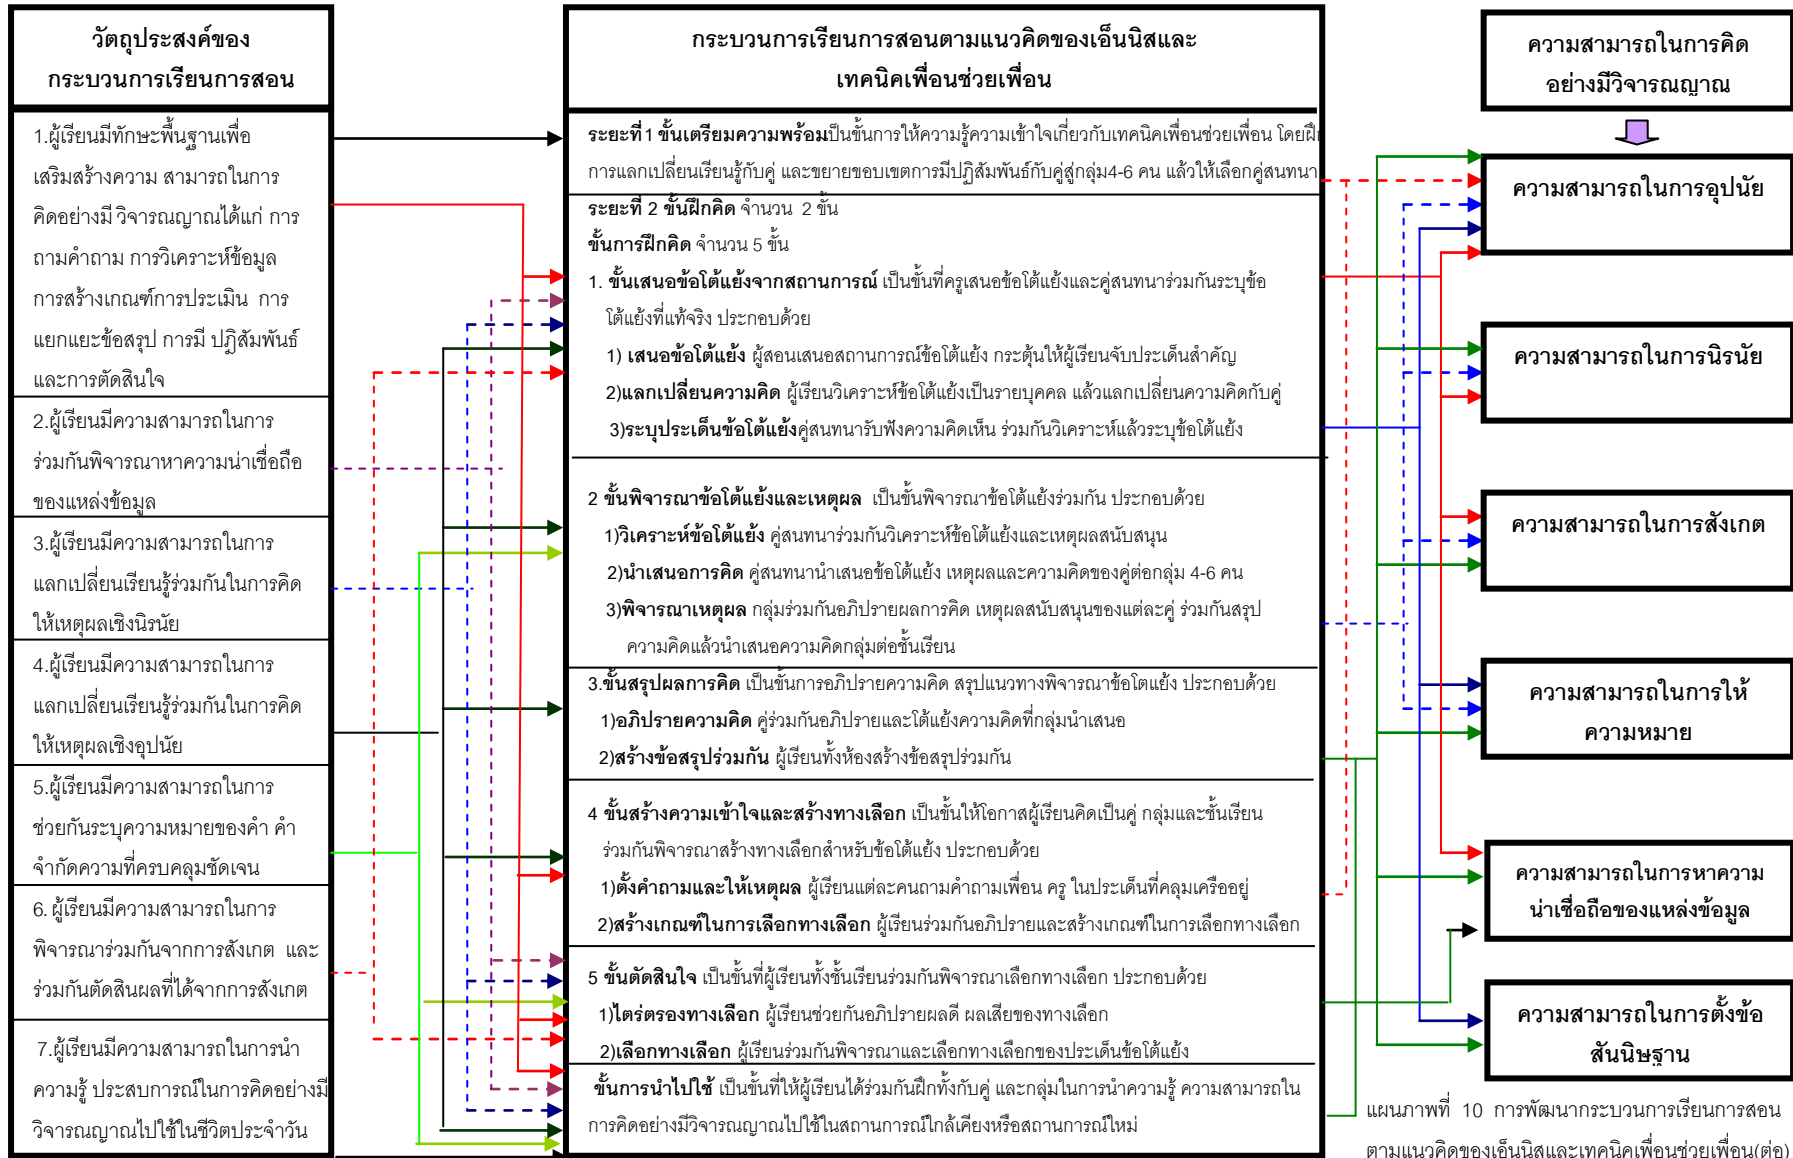 วัตถุประสงค์ของ
กระบวนการเรียนการสอน
1.ผู้เรียนมีทักษะพื้นฐานเพื่อ
เสริมสร้างความ สามารถในการ
คิดอย่างมี วิจารณญาณได้แก่ การ
ถามคำถาม การวิเคราะห์ข้อมูล
การสร้างเกณฑ์การประเมิน การ
แยกแยะข้อสรุป การมี ปฏิสัมพันธ์
และการตัดสินใจ
2.ผู้เรียนมีความสามารถในการ
ร่วมกันพิจารณาหาความน่าเชื่อถือ
ของแหล่งข้อมูล
3.ผู้เรียนมีความสามารถในการ
แลกเปลี่ยนเรียนรู้ร่วมกันในการคิด
ให้เหตุผลเชิงนิรนัย
4.ผู้เรียนมีความสามารถในการ
แลกเปลี่ยนเรียนรู้ร่วมกันในการคิด
ให้เหตุผลเชิงอุปนัย
5.ผู้เรียนมีความสามารถในการ
ช่วยกันระบุความหมายของคำ คำ
จำกัดความที่ครบคลุมชัดเจน
6. ผู้เรียนมีความสามารถในการ
พิจารณาร่วมกันจากการสังเกต และ
ร่วมกันตัดสินผลที่ได้จากการสังเกต
7.ผู้เรียนมีความสามารถในการนำ
ความรู้ ประสบการณ์ในการคิดอย่างมี
วิจารณญาณไปใช้ในชีวิตประจำวัน
กระบวนการเรียนการสอนตามแนวคิดของเอ็นนิสและ
เทคนิคเพื่อนช่วยเพื่อน
ระยะที่ 1 ขั้นเตรียมความพร้อมเป็นขั้นการให้ความรู้ความเข้าใจเกี่ยวกับเทคนิคเพื่อนช่วยเพื่อน โดยฝึก
การแลกเปลี่ยนเรียนรู้กับคู่ และขยายขอบเขตการมีปฏิสัมพันธ์กับคู่สู่กลุ่ม4-6 คน แล้วให้เลือกคู่สนทนา
ระยะที่ 2 ขั้นฝึกคิด จำนวน 2 ขั้น
ขั้นการฝึกคิด จำนวน 5 ขั้น
1. ขั้นเสนอข้อโต้แย้งจากสถานการณ์ เป็นขั้นที่ครูเสนอข้อโต้แย้งและคู่สนทนาร่วมกันระบุข้อ
โต้แย้งที่แท้จริง ประกอบด้วย
1) เสนอข้อโต้แย้ง ผู้สอนเสนอสถานการณ์ข้อโต้แย้ง กระตุ้นให้ผู้เรียนจับประเด็นสำคัญ
2)แลกเปลี่ยนความคิด ผู้เรียนวิเคราะห์ข้อโต้แย้งเป็นรายบุคคล แล้วแลกเปลี่ยนความคิดกับคู่
3)ระบุประเด็นข้อโต้แย้งคู่สนทนารับฟังความคิดเห็น ร่วมกันวิเคราะห์แล้วระบุข้อโต้แย้ง
2 ขั้นพิจารณาข้อโต้แย้งและเหตุผล เป็นขั้นพิจารณาข้อโต้แย้งร่วมกัน ประกอบด้วย
1)วิเคราะห์ข้อโต้แย้ง คู่สนทนาร่วมกันวิเคราะห์ข้อโต้แย้งและเหตุผลสนับสนุน
2)นำเสนอการคิด คู่สนทนานำเสนอข้อโต้แย้ง เหตุผลและความคิดของคู่ต่อกลุ่ม 4-6 คน
3)พิจารณาเหตุผล กลุ่มร่วมกันอภิปรายผลการคิด เหตุผลสนับสนุนของแต่ละคู่ ร่วมกันสรุป
ความคิดแล้วนำเสนอความคิดกลุ่มต่อชั้นเรียน
3.ขั้นสรุปผลการคิด เป็นขั้นการอภิปรายความคิด สรุปแนวทางพิจารณาข้อโตแย้ง ประกอบด้วย
1)อภิปรายความคิด คู่ร่วมกันอภิปรายและโต้แย้งความคิดที่กลุ่มนำเสนอ
2)สร้างข้อสรุปร่วมกัน ผู้เรียนทั้งห้องสร้างข้อสรุปร่วมกัน
4 ขั้นสร้างความเข้าใจและสร้างทางเลือก เป็นขั้นให้โอกาสผู้เรียนคิดเป็นคู่ กลุ่มและชั้นเรียน
ร่วมกันพิจารณาสร้างทางเลือกสำหรับข้อโต้แย้ง ประกอบด้วย
1)ตั้งคำถามและให้เหตุผล ผู้เรียนแต่ละคนถามคำถามเพื่อน ครู ในประเด็นที่คลุมเครืออยู่
2)สร้างเกณฑ์ในการเลือกทางเลือก ผู้เรียนร่วมกันอภิปรายและสร้างเกณฑ์ในการเลือกทางเลือก
5 ขั้นตัดสินใจ เป็นขั้นที่ผู้เรียนทั้งชั้นเรียนร่วมกันพิจารณาเลือกทางเลือก ประกอบด้วย
1)ไตร่ตรองทางเลือก ผู้เรียนช่วยกันอภิปรายผลดี ผลเสียของทางเลือก
2)เลือกทางเลือก ผู้เรียนร่วมกันพิจารณาและเลือกทางเลือกของประเด็นข้อโต้แย้ง
ขั้นการนำไปใช้ เป็นขั้นที่ให้ผู้เรียนได้ร่วมกันฝึกทั้งกับคู่ และกลุ่มในการนำความรู้ ความสามารถใน
การคิดอย่างมีวิจารณญาณไปใช้ในสถานการณ์ใกล้เคียงหรือสถานการณ์ใหม่
ความสามารถในการคิด
อย่างมีวิจารณญาณ
ความสามารถในการอุปนัย
ความสามารถในการนิรนัย
ความสามารถในการสังเกต
ความสามารถในการให้
ความหมาย
ความสามารถในการหาความ
น่าเชื่อถือของแหล่งข้อมูล
ความสามารถในการตั้งข้อ
สันนิษฐาน
แผนภาพที่ 10 การพัฒนากระบวนการเรียนการสอน
ตามแนวคิดของเอ็นนิสและเทคนิคเพื่อนช่วยเพื่อน(ต่อ)